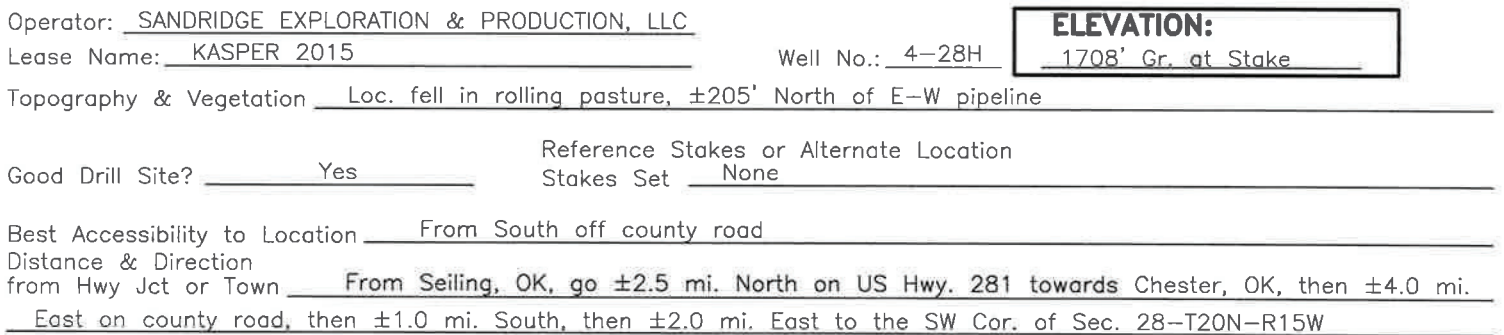 Operator: SANDRIDGE EXPLORATION & PRODUCTION, LLC
ELEVATION:
Lease Name: KASPER 2015 Well No.: 4-28H 1708' Gr. at Stake
Topography & Vegetation Loc. fell in rolling pasture, ±205' North of E-W pipeline
Reference Stakes or Alternate Location
Good Drill Site? Yes Stakes Set None
Best Accessibility to Location From South off county road
Distance & Direction
from Hwy Jct or Town From Seiling, OK, go ±2.5 mi. North on US Hwy. 281 towards Chester, OK, then ±4.0 mi.
East on county road, then ±1.0 mi. South, then ±2.0 mi. East to the SW Cor. of Sec. 28-T20N-R15W